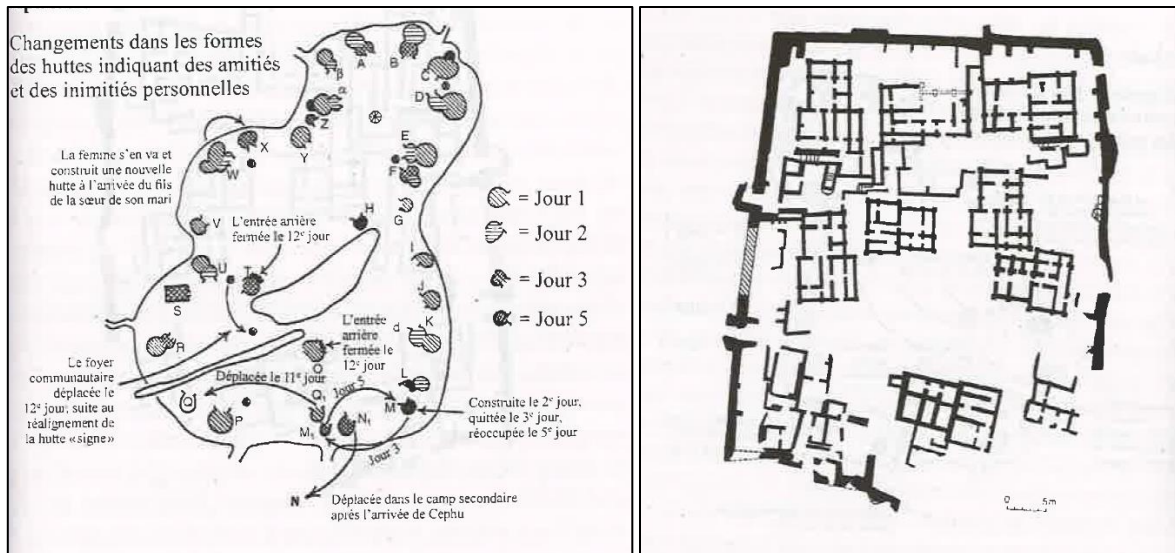 Changements dans les formes
des huttes indiquant des amitiés
et des inimitiés personnelles
β
A
B
C
α
D
Z
La femme s'en va et
construit une nouvelle
hutte à l'arrivée du fils
de la sœur de son mari
X
Y
W
E
F
G
= Jour 1
V
L'entrée arrière
fermée le 12e jour
H
= Jour 2
U
T
I
= Jour 3
S
J
K
d
= Jour 5
R
L'entrée
arrière
fermée le
12e jour
Le foyer
communautaire
déplacée le
12e jour, suite au
réalignement de
la hutte «signe»
Déplacée le 11e jour
O
Jour 5
L
Q
Q1
M
Construite le 2e jour,
quittée le 3e jour,
réoccupée le 5e jour
P
M1
N1
Jour 3
N
Déplacée dans le camp secondaire
après l'arrivée de Cephu
0 5m